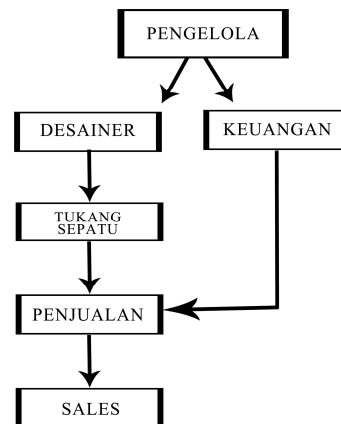 PENGELOLA
DESAINER
KEUANGAN
TUKANG
SEPATU
PENJUALAN
SALES